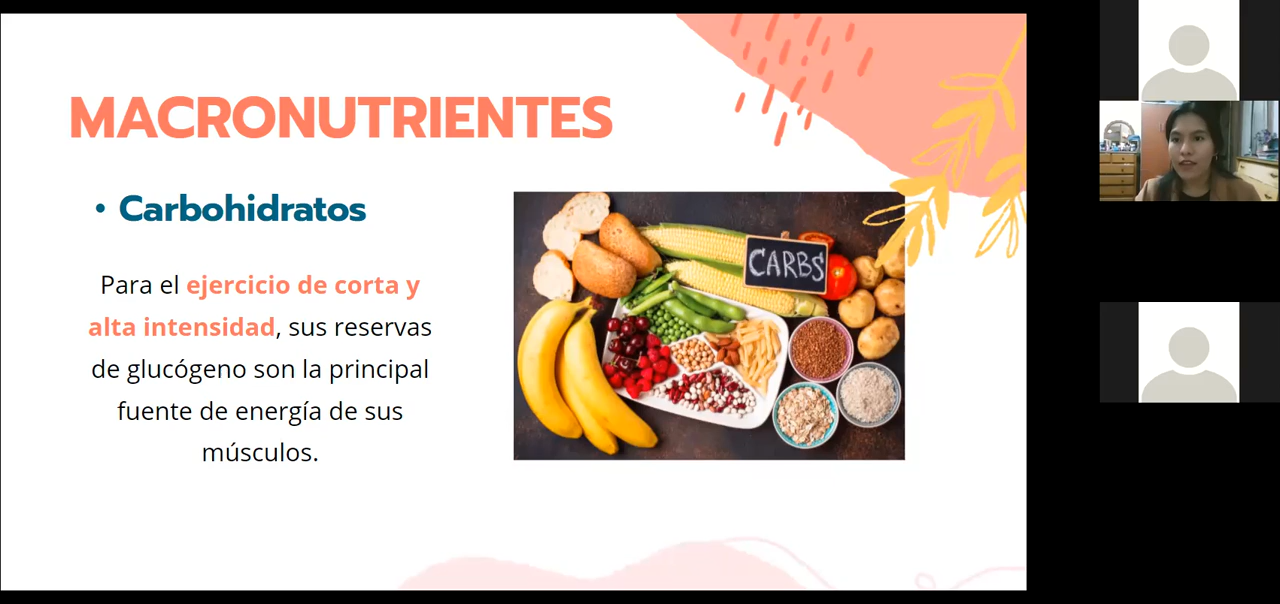 MACRONUTRIENTES
• Carbohidratos
Para el ejercicio de corta y
alta intensidad, sus reservas
de glucógeno son la principal
fuente de energía de sus
músculos.
CARBS